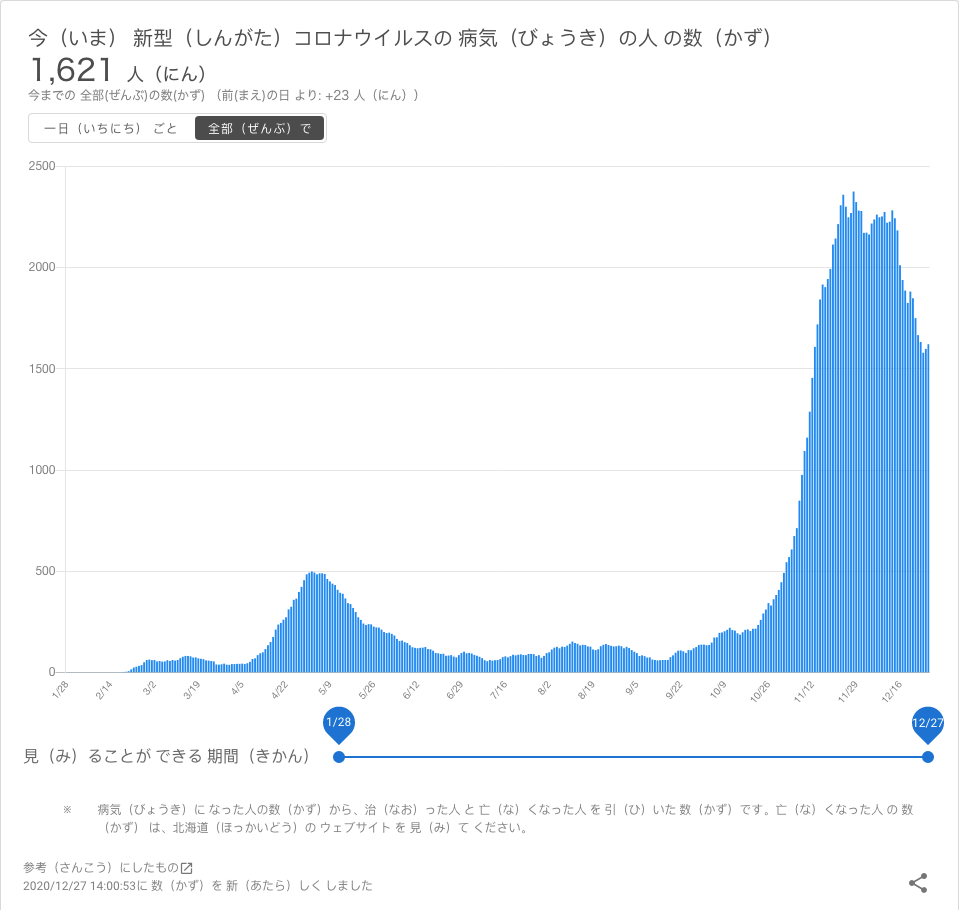 今（いま） 新型（しんがた）コロナウイルスの 病気（びょうき）の人 の数（かず）
1,621 人（にん）
今までの 全部(ぜんぶ)の数(かず) （前(まえ)の日 より: +23 人（にん））
一日（いちにち） ごと 全部（ぜんぶ）で
2500
2000
1500
1000
500
0
1/28 2/14 3/2 3/19 4/5 4/22 5/9 5/26 6/12 6/29 7/16 8/2 8/19 9/5 9/22 10/9 10/26 11/12 11/29 12/16
1/28 12/27
見（み）ることが できる 期間（きかん）
※ 病気（びょうき）に なった人の数（かず）から、治（なお）った人 と 亡（な）くなった人 を 引（ひ）いた 数（かず）です。亡（な）くなった人 の 数
（かず） は、北海道（ほっかいどう）の ウェブサイト を 見（み）て ください。
参考（さんこう）にしたもの
2020/12/27 14:00:53に 数（かず）を 新（あたら）しく しました